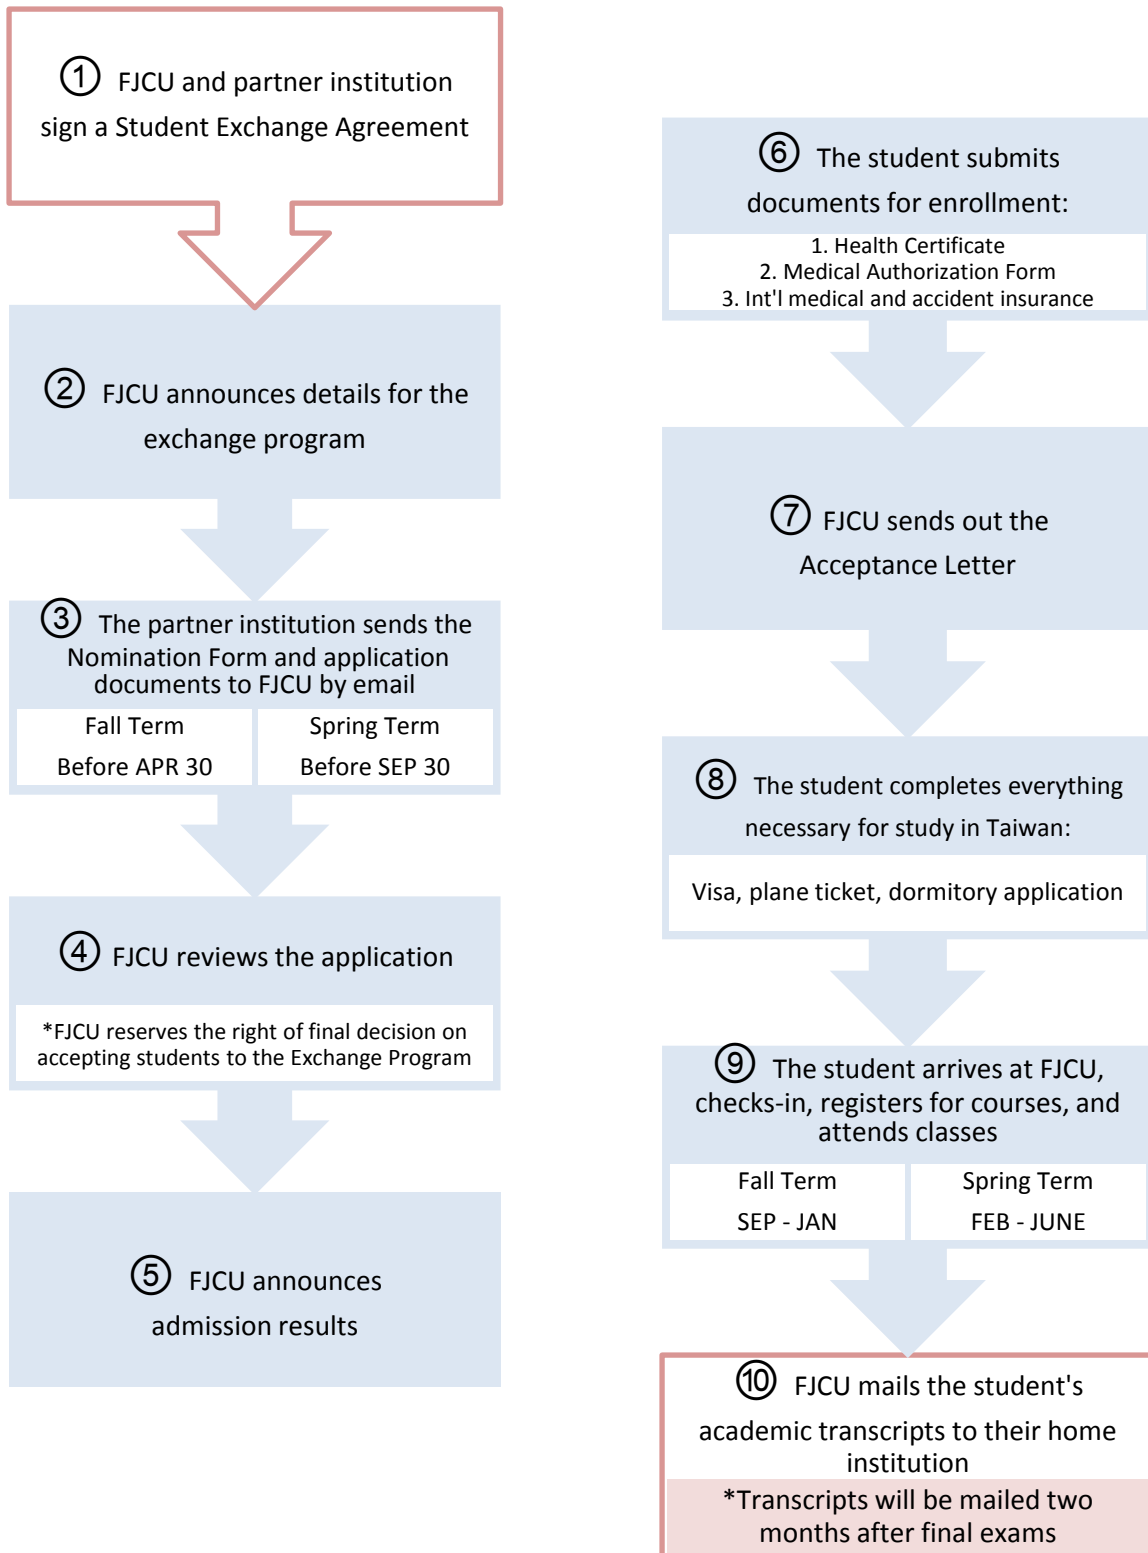 ① FJCU and partner institution
sign a Student Exchange Agreement
② FJCU announces details for the
exchange program
③ The partner institution sends the
Nomination Form and application
documents to FJCU by email
Fall Term
Before APR 30
Spring Term
Before SEP 30
④ FJCU reviews the application
*FJCU reserves the right of final decision on
accepting students to the Exchange Program
⑤ FJCU announces
admission results
⑥ The student submits
documents for enrollment:
1. Health Certificate
2. Medical Authorization Form
3. Int'l medical and accident insurance
⑦ FJCU sends out the
Acceptance Letter
⑧ The student completes everything
necessary for study in Taiwan:
Visa, plane ticket, dormitory application
⑨ The student arrives at FJCU,
checks-in, registers for courses, and
attends classes
Fall Term
SEP - JAN
Spring Term
FEB - JUNE
⑩ FJCU mails the student's
academic transcripts to their home
institution
*Transcripts will be mailed two
months after final exams